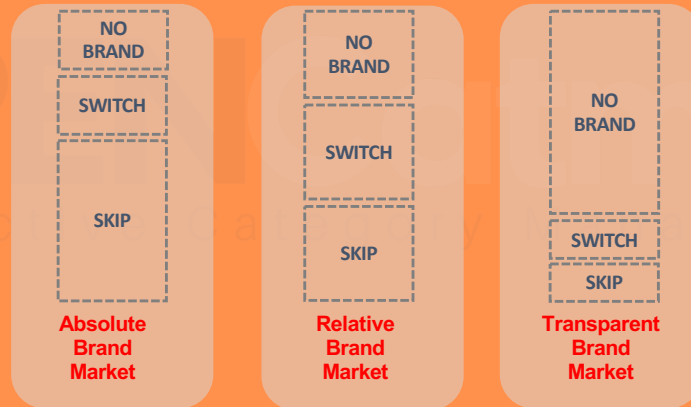 NO
BRAND
SWITCH
SKIP
Absolute
Brand
Market
NO
BRAND
SWITCH
SKIP
Relative
Brand
Market
NO
BRAND
SWITCH
SKIP
Transparent
Brand
Market